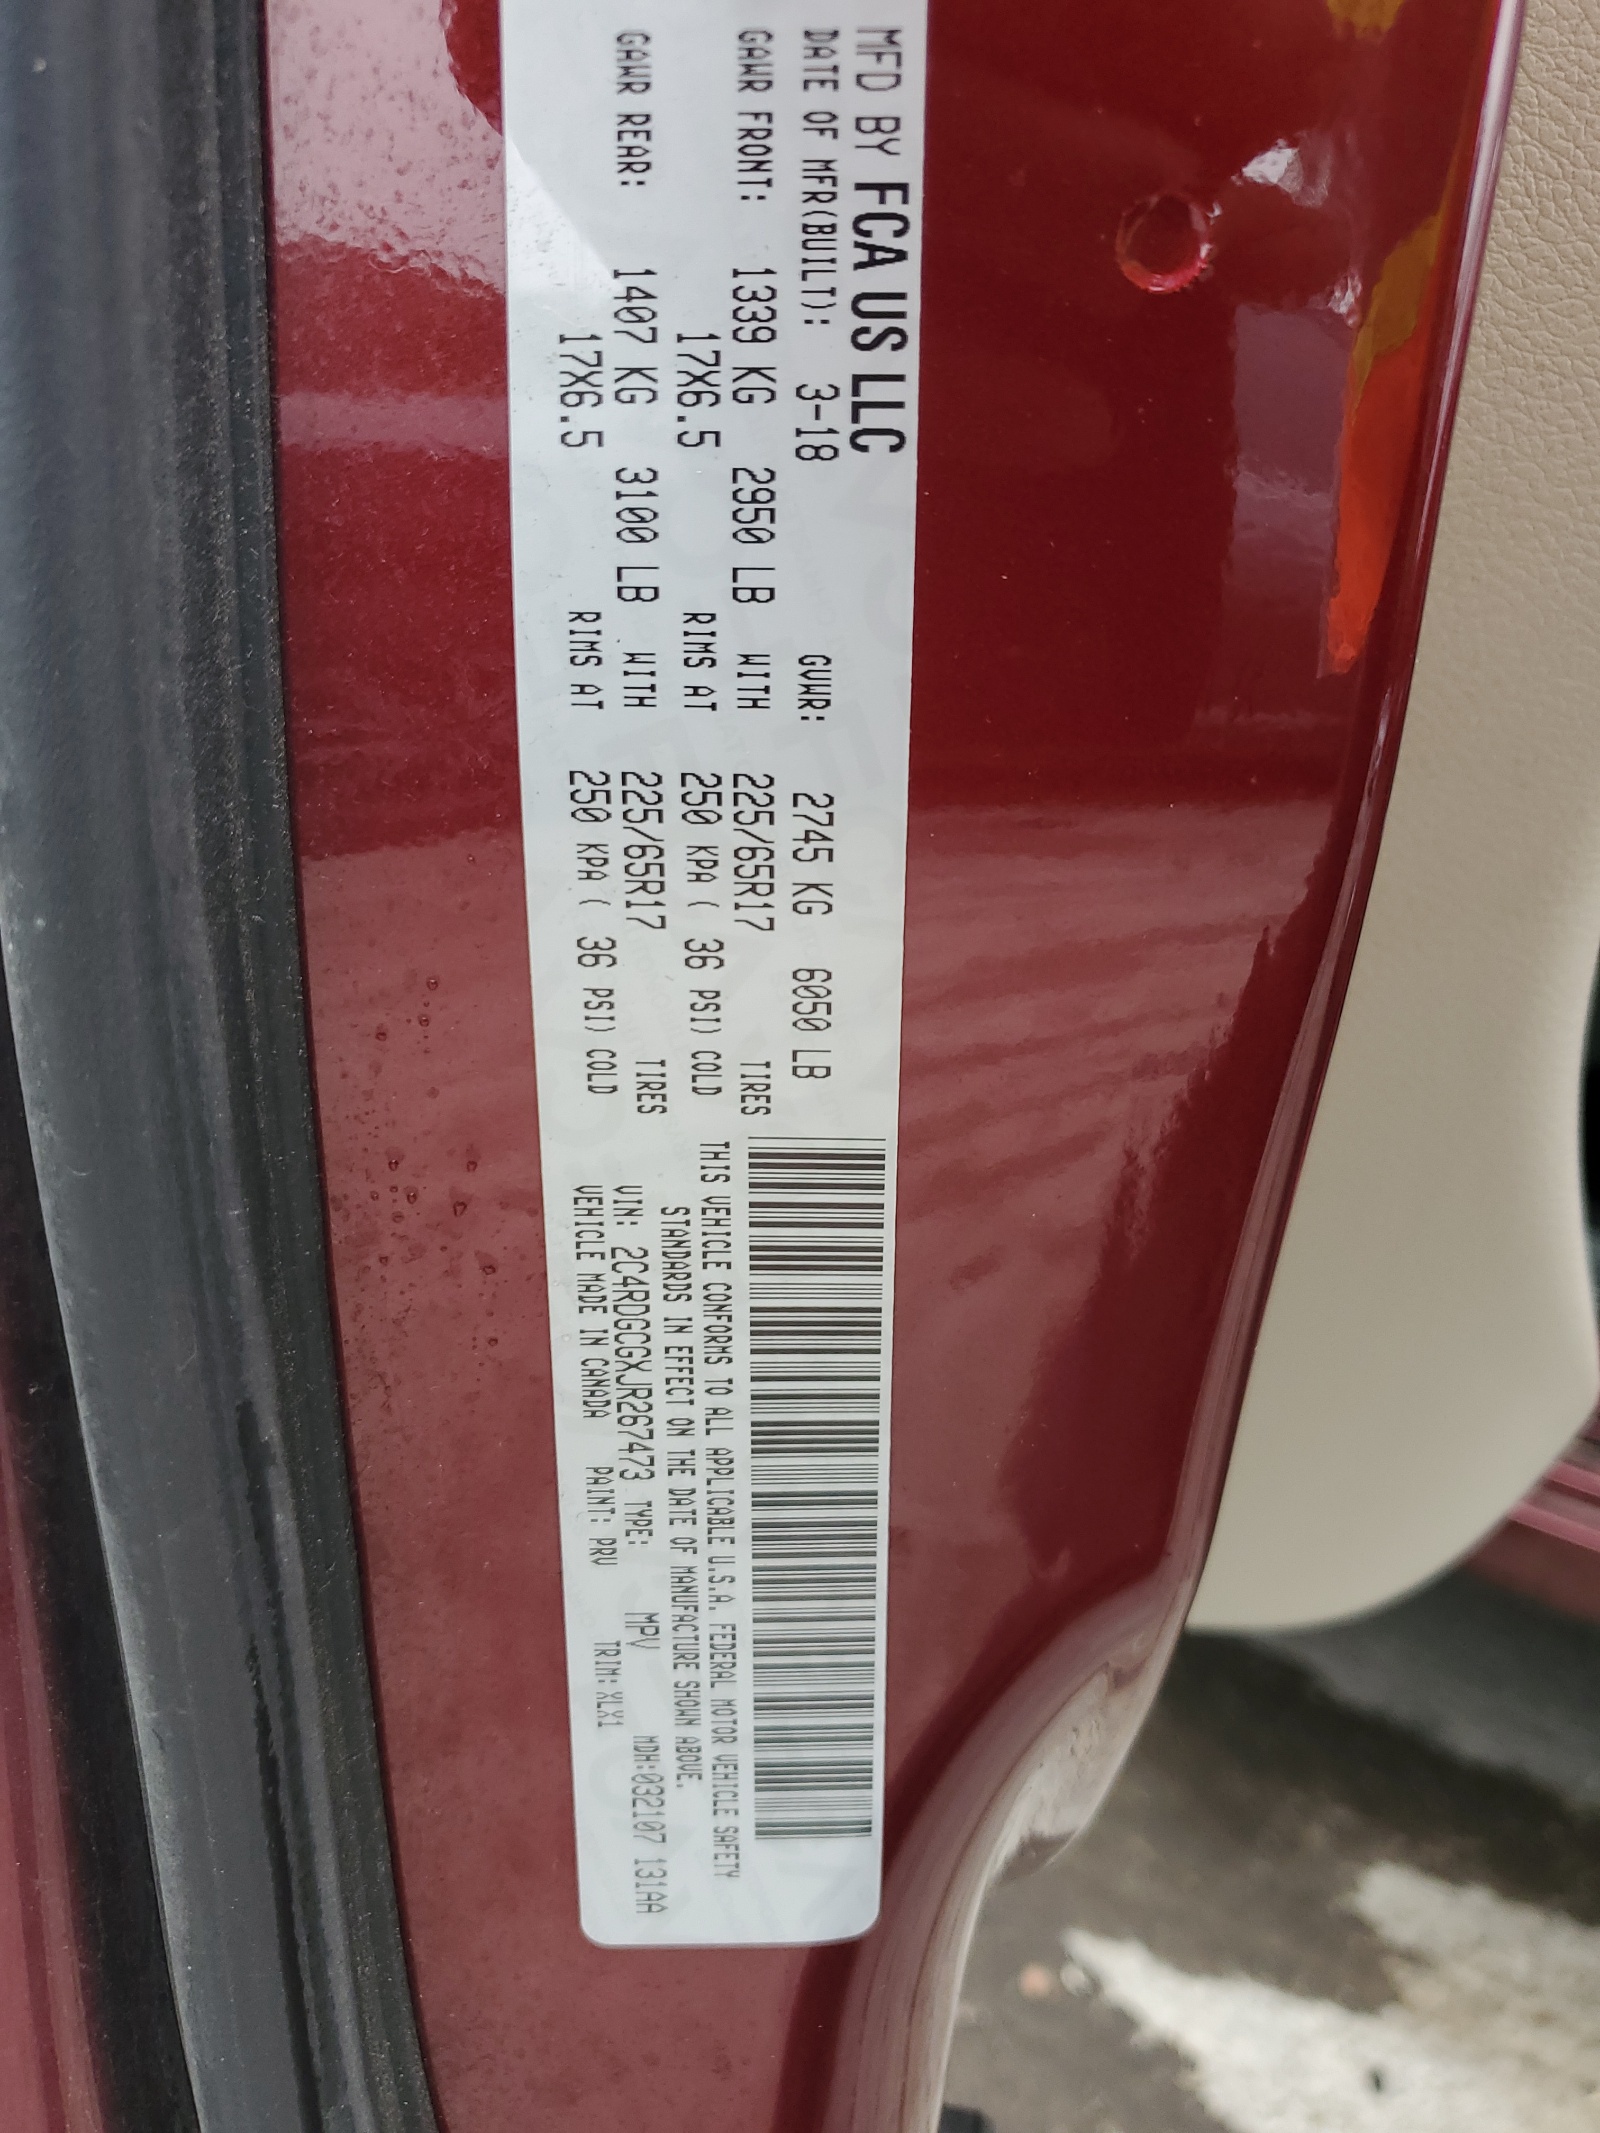 MFD BY FCA US LLC
DATE OF MFR(BUILT): 3-18 GVWR: 2745 KG 6050 LB
GAWR FRONT: 1339 KG 2950 LB WITH 225/65R17 TIRES
17X6.5 RIMS AT 250 KPA ( 36 PSI) COLD
GAWR REAR: 1407 KG 3100 LB WITH 225/65R17 TIRES
17X6.5 RIMS AT 250 KPA ( 36 PSI) COLD
THIS VEHICLE CONFORMS TO ALL APPLICABLE U.S.A. FEDERAL MOTOR VEHICLE SAFETY
STANDARDS IN EFFECT ON THE DATE OF MANUFACTURE SHOWN ABOVE.
VIN: 2C4RDGCGXJR267473 TYPE: MPV MDH:032107 131AA
VEHICLE MADE IN CANADA PAINT: PRV TRIM:XLX1